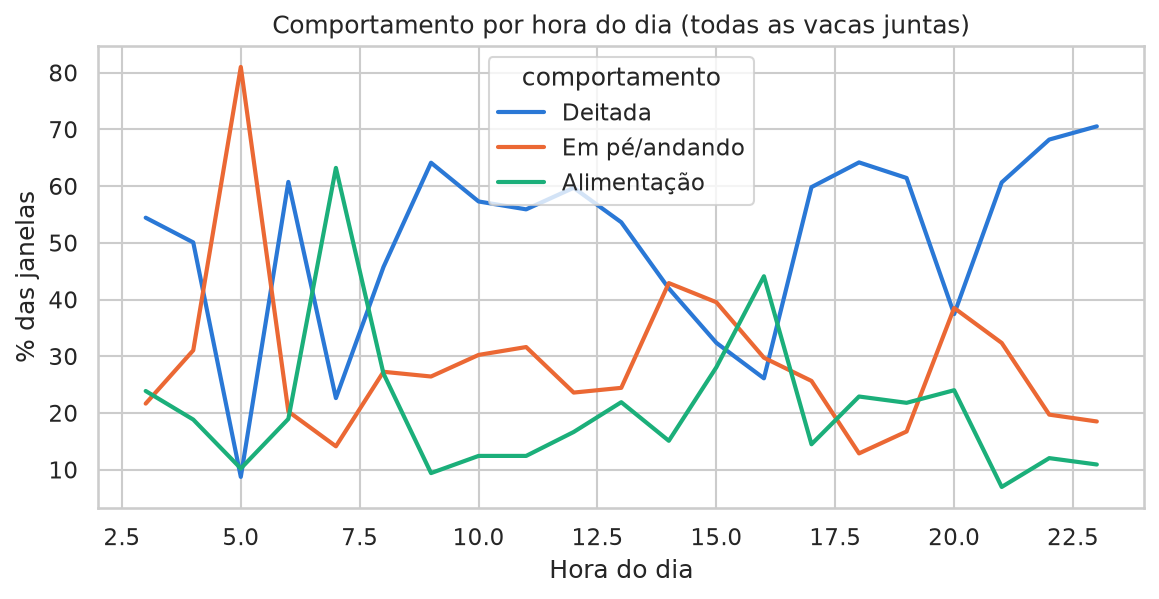 Comportamento por hora do dia (todas as vacas juntas)
comportamento
Deitada
Em pé/andando
Alimentação
% das janelas
80
70
60
50
40
30
20
10
2.5 5.0 7.5 10.0 12.5 15.0 17.5 20.0 22.5
Hora do dia